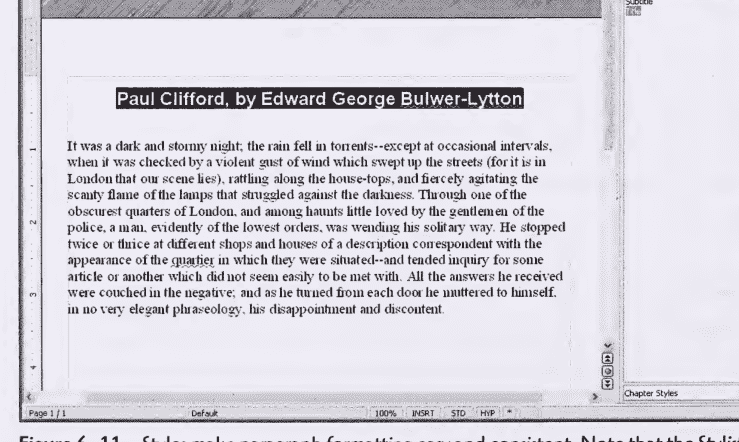 Subtitle
Title
Paul Clifford, by Edward George Bulwer-Lytton
It was a dark and stormy night; the rain fell in torrents--except at occasional intervals,
when it was checked by a violent gust of wind which swept up the streets (for it is in
London that our scene lies), rattling along the house-tops, and fiercely agitating the
scanty flame of the lamps that struggled against the darkness. Through one of the
obscurest quarters of London, and among haunts little loved by the gentlemen of the
police, a man, evidently of the lowest orders, was wending his solitary way. He stopped
twice or thrice at different shops and houses of a description correspondent with the
appearance of the quartier in which they were situated--and tended inquiry for some
article or another which did not seem easily to be met with. All the answers he received
were couched in the negative; and as he turned from each door he muttered to himself,
in no very elegant phraseology, his disappointment and discontent.
2
3
4
Chapter Styles
Page 1 / 1 Default 100% INSRT STD HYP *
Figure 6-11 Styles make paragraph formatting easy and consistent. Note that the